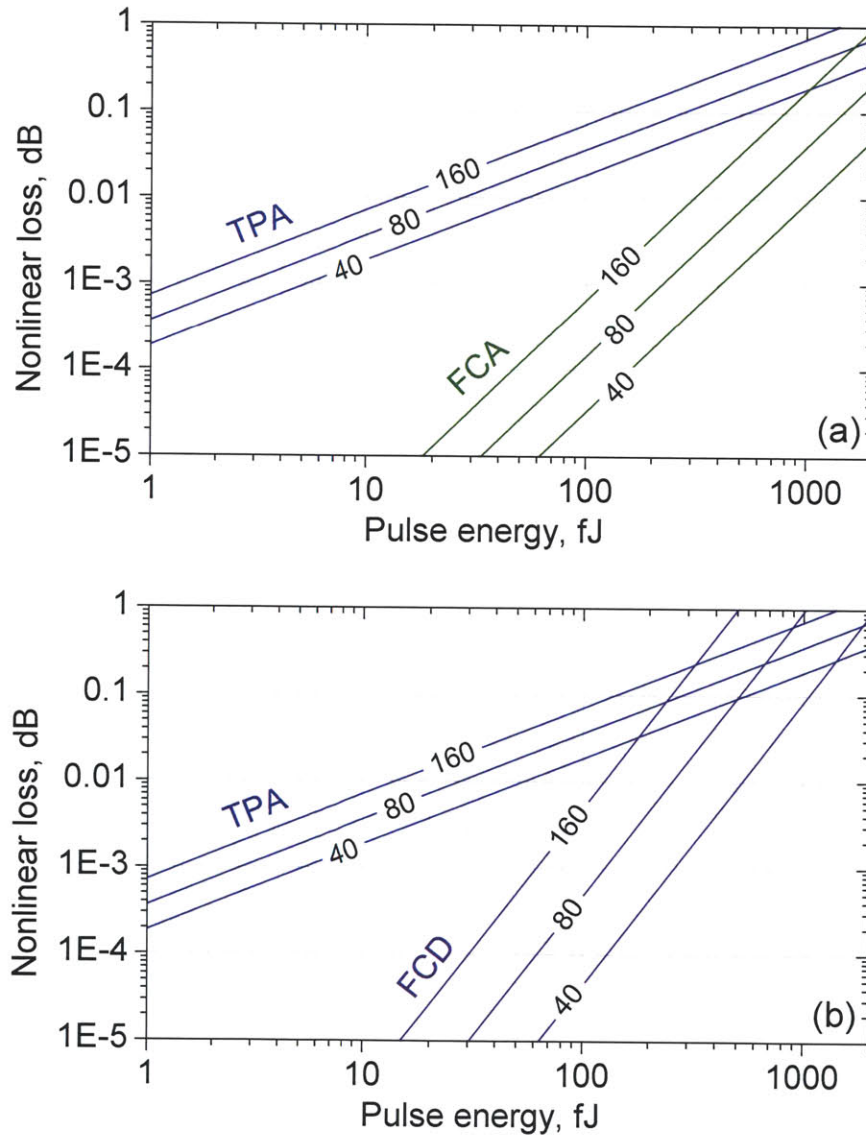 1
0.1
0.01
1E-3
1E-4
1E-5
Nonlinear loss, dB
TPA
160
80
40
FCA
160
80
40
(a)
1 10 100 1000
Pulse energy, fJ
1
0.1
0.01
1E-3
1E-4
1E-5
Nonlinear loss, dB
TPA
160
80
40
FCD
160
80
40
(b)
1 10 100 1000
Pulse energy, fJ